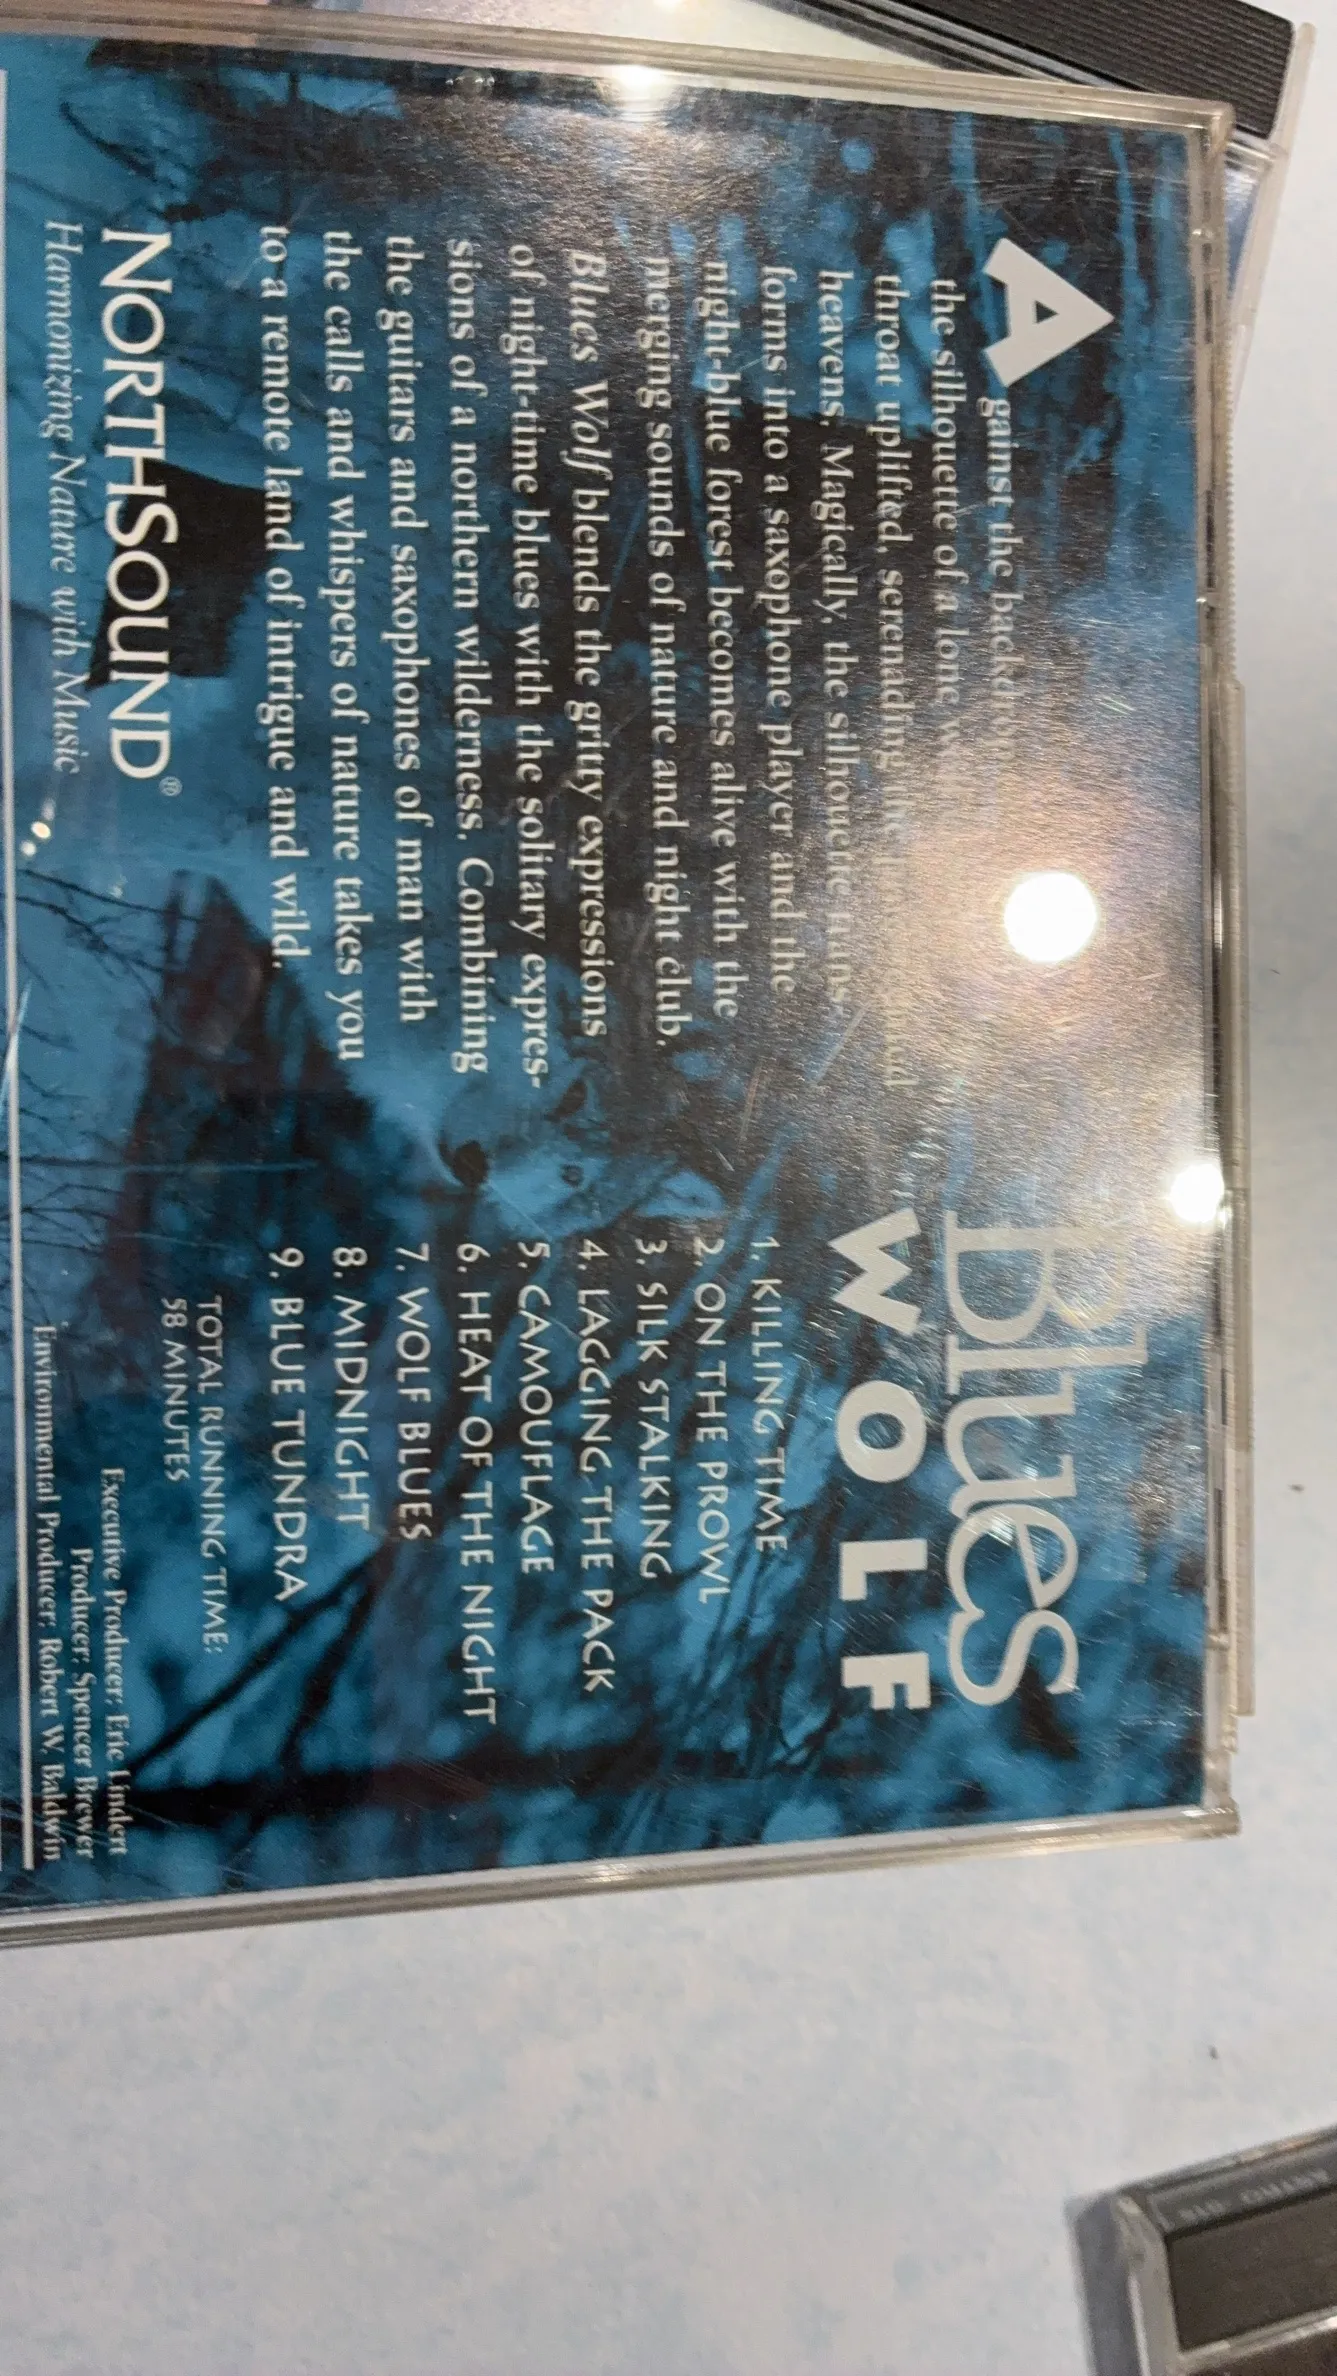 Against the backdrop
the silhouette of a lone
throat uplifted, serenading
heavens. Magically, the silhouette
forms into a saxophone player and the
night-blue forest becomes alive with the
merging sounds of nature and night club.
Blues Wolf blends the gritty expressions
of night-time blues with the solitary expres-
sions of a northern wilderness. Combining
the guitars and saxophones of man with
the calls and whispers of nature takes you
to a remote land of intrigue and wild.
NORTHSOUND®
Harmonizing Nature with Music
Blues
WOLF
1. KILLING TIME
2. ON THE PROWL
3. SILK STALKING
4. LAGGING THE PACK
5. CAMOUFLAGE
6. HEAT OF THE NIGHT
7. WOLF BLUES
8. MIDNIGHT
9. BLUE TUNDRA
TOTAL RUNNING TIME:
58 MINUTES
Executive Producer: Eric Lindert
Producer: Spencer Brewer
Environmental Producer: Robert W. Baldwin